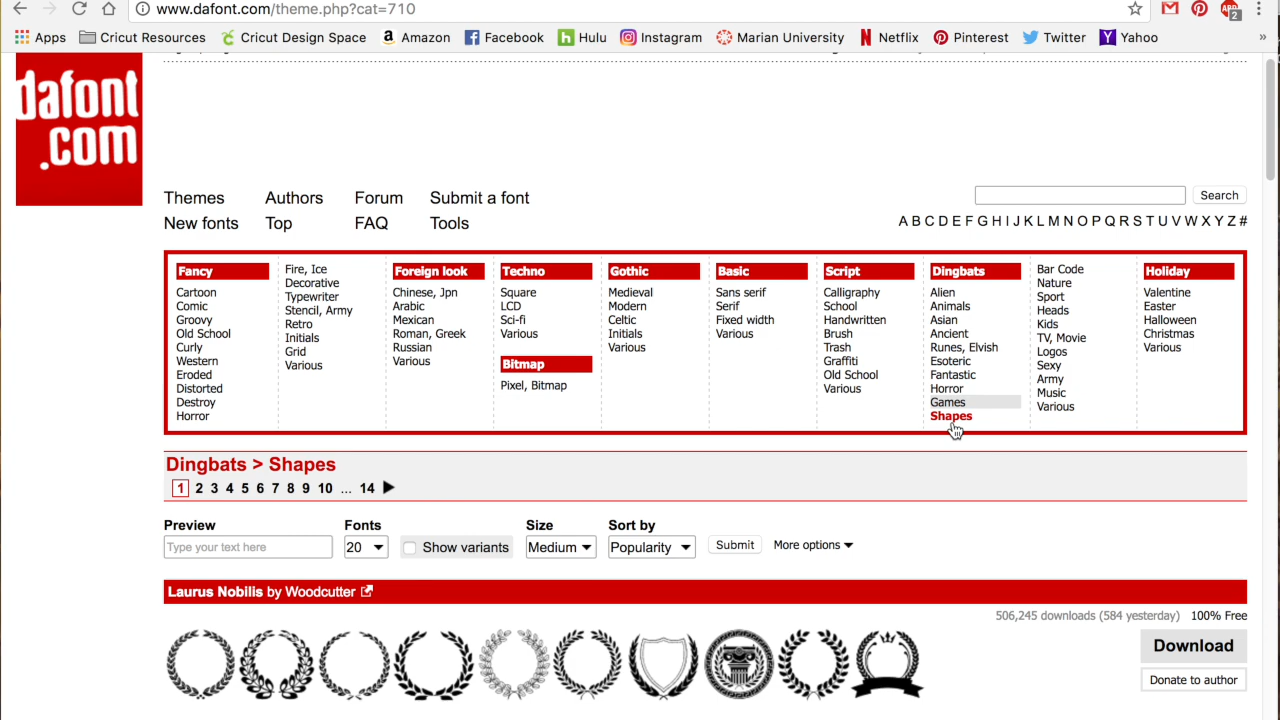 www.dafont.com/theme.php?cat=710
Apps Cricut Resources Cricut Design Space Amazon Facebook Hulu Instagram Marian University Netflix Pinterest Twitter Yahoo »
dafont
.com
Themes Authors Forum Submit a font
Search
New fonts Top FAQ Tools
A B C D E F G H I J K L M N O P Q R S T U V W X Y Z #
Fancy
Cartoon
Comic
Groovy
Old School
Curly
Western
Eroded
Distorted
Destroy
Horror
Fire, Ice
Decorative
Typewriter
Stencil, Army
Retro
Initials
Grid
Various
Foreign look
Chinese, Jpn
Arabic
Mexican
Roman, Greek
Russian
Various
Techno
Square
LCD
Sci-fi
Various
Bitmap
Pixel, Bitmap
Gothic
Medieval
Modern
Celtic
Initials
Various
Basic
Sans serif
Serif
Fixed width
Various
Script
Calligraphy
School
Handwritten
Brush
Trash
Graffiti
Old School
Various
Dingbats
Alien
Animals
Asian
Ancient
Runes, Elvish
Esoteric
Fantastic
Horror
Games
Shapes
Bar Code
Nature
Sport
Heads
Kids
TV, Movie
Logos
Sexy
Army
Music
Various
Holiday
Valentine
Easter
Halloween
Christmas
Various
Dingbats > Shapes
1 2 3 4 5 6 7 8 9 10 ... 14
Preview Fonts Size Sort by
Type your text here 20 Show variants Medium Popularity Submit More options
Laurus Nobilis by Woodcutter
506,245 downloads (584 yesterday) 100% Free
Download
Donate to author